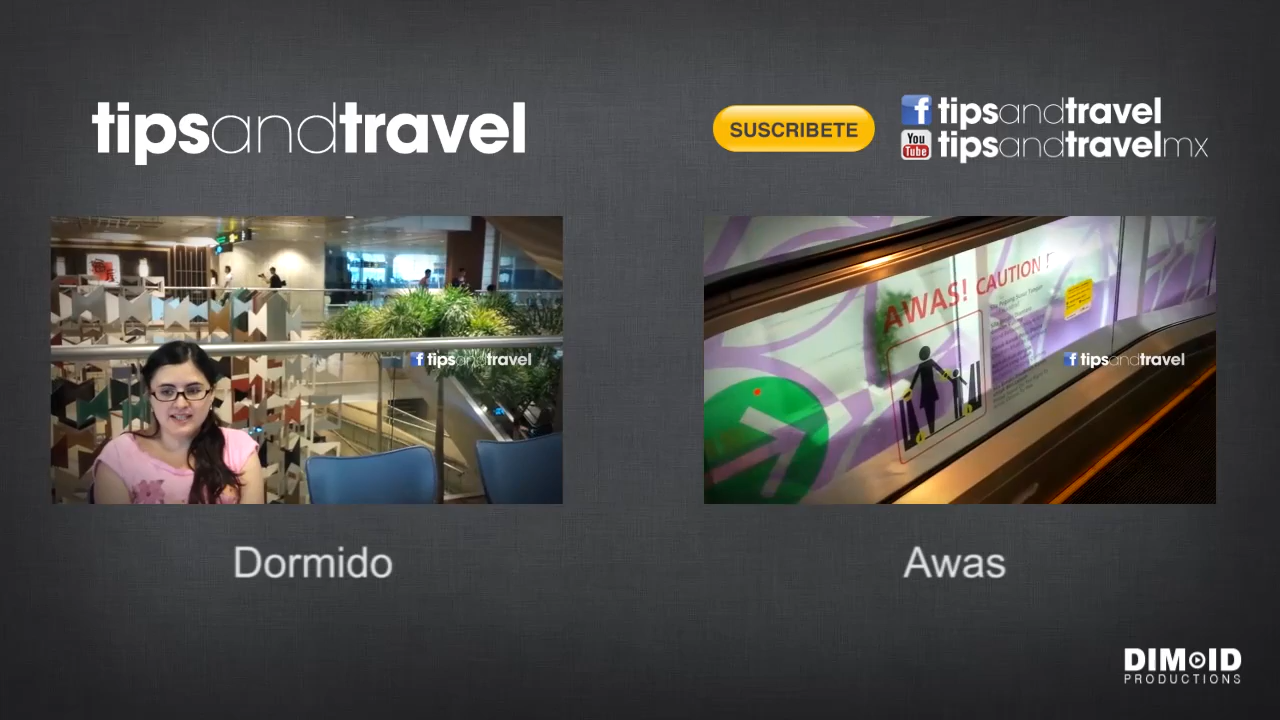 tipsandtravel
SUSCRIBETE
f tipsandtravel
You Tube tipsandtravelmx
f tipsandtravel
AWAS! CAUTION
f tipsandtravel
Dormido
Awas
DIMOID
PRODUCTIONS